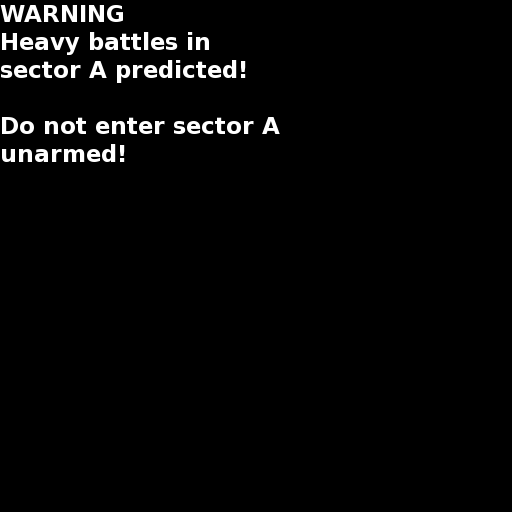 WARNING
Heavy battles in
sector A predicted!
Do not enter sector A
unarmed!